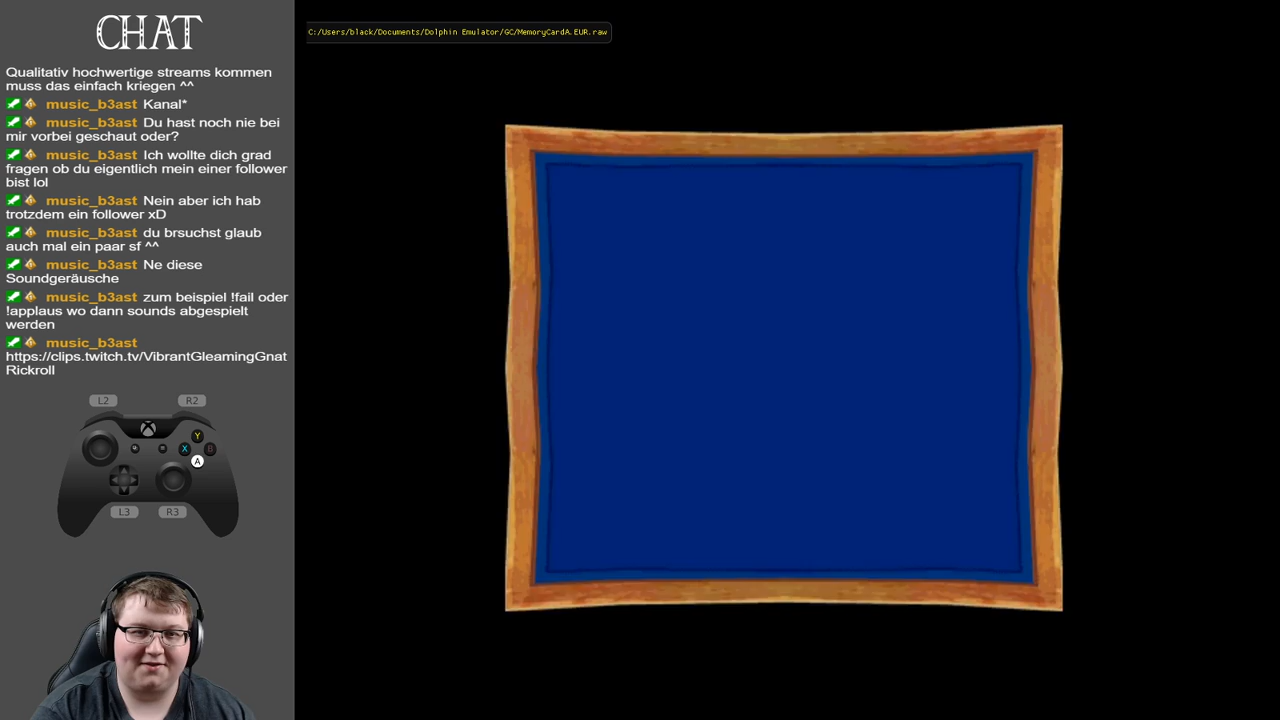 CHAT
C:/Users/black/Documents/Dolphin Emulator/GC/MemoryCardA.EUR.raw
Qualitativ hochwertige streams kommen
muss das einfach kriegen ^^
music_b3ast Kanal*
music_b3ast Du hast noch nie bei
mir vorbei geschaut oder?
music_b3ast Ich wollte dich grad
fragen ob du eigentlich mein einer follower
bist lol
music_b3ast Nein aber ich hab
trotzdem ein follower xD
music_b3ast du brsuchst glaub
auch mal ein paar sf ^^
music_b3ast Ne diese
Soundgeräusche
music_b3ast zum beispiel !fail oder
!applaus wo dann sounds abgespielt
werden
music_b3ast
https://clips.twitch.tv/VibrantGleamingGnat
Rickroll
L2 R2
Y
X B
A
L3 R3